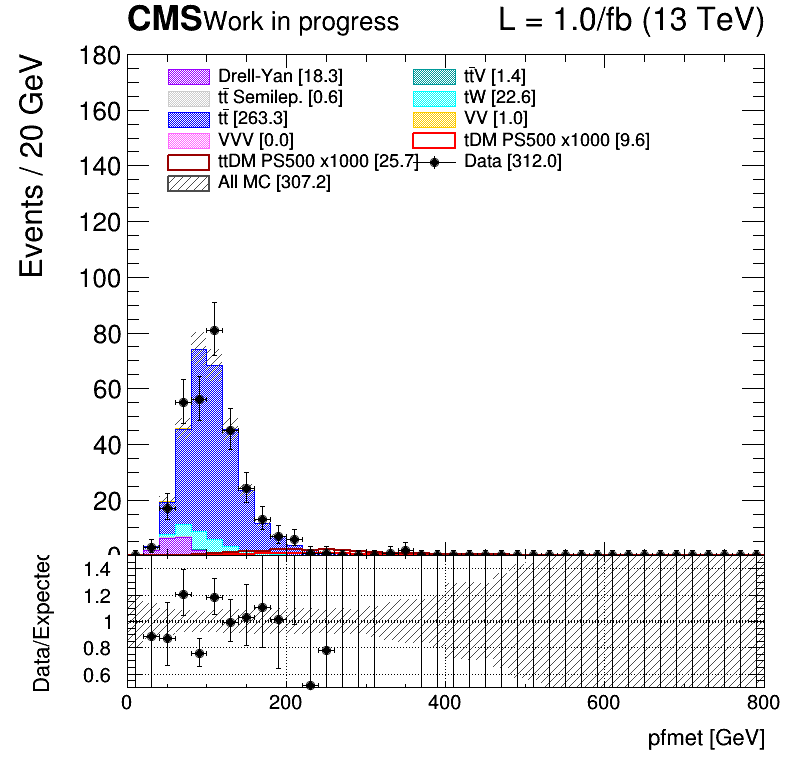 CMS Work in progress L = 1.0/fb (13 TeV)
Events / 20 GeV
180
160
140
120
100
80
60
40
20
0
Drell-Yan [18.3] tt̄V [1.4]
tt̄ Semilep. [0.6] tW [22.6]
tt̄ [263.3] VV [1.0]
VVV [0.0] tDM PS500 x1000 [9.6]
ttDM PS500 x1000 [25.7] Data [312.0]
All MC [307.2]
Data/Expected
1.4
1.2
1
0.8
0.6
0 200 400 600 800
pfmet [GeV]